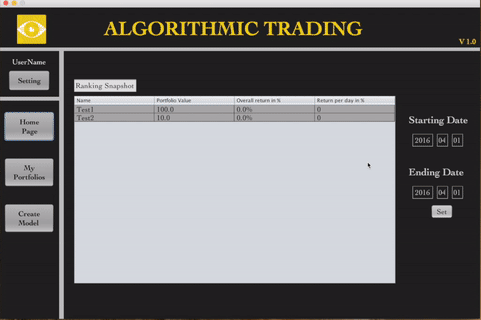 ALGORITHMIC TRADING
V 1.0
UserName
Setting
Home
Page
My
Portfolios
Create
Model
Ranking Snapshot
Name Portfolio Value Overall return in % Return per day in %
Test1 100.0 0.0% 0
Test2 10.0 0.0% 0
Starting Date
2016 04 01
Ending Date
2016 04 01
Set